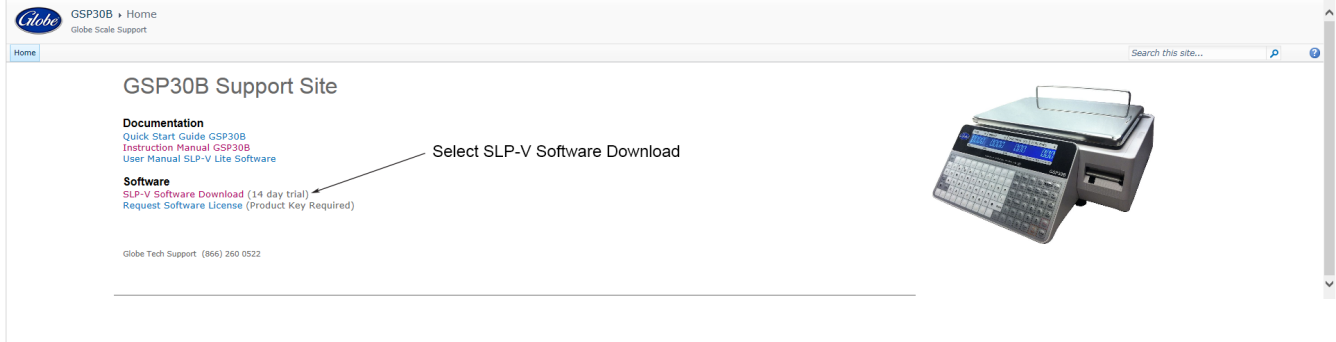 Globe
GSP30B ▸ Home
Globe Scale Support
Home
Search this site...
GSP30B Support Site
Documentation
Quick Start Guide GSP30B
Instruction Manual GSP30B
User Manual SLP-V Lite Software
Select SLP-V Software Download
Software
SLP-V Software Download (14 day trial)
Request Software License (Product Key Required)
Globe Tech Support (866) 260 0522
GSP30B